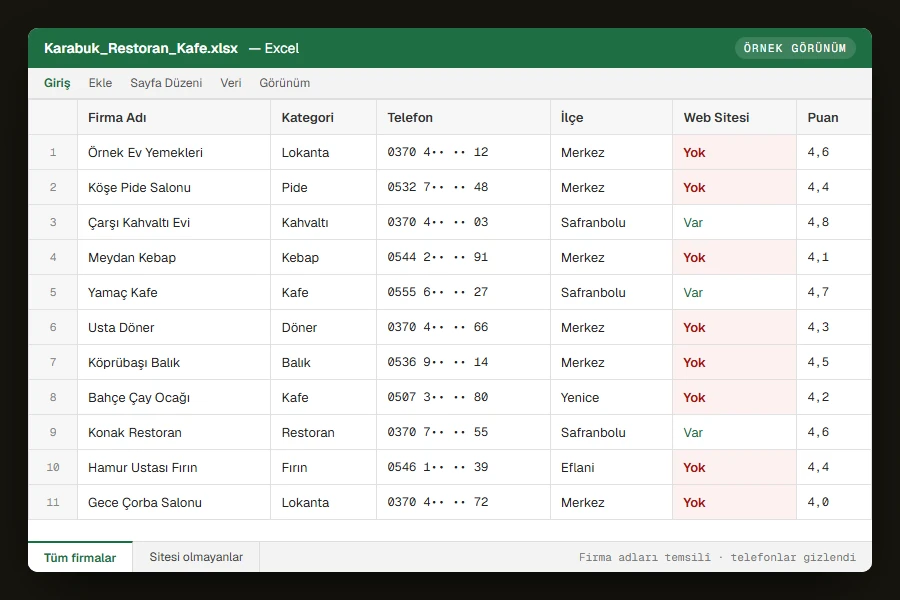 Karabuk_Restoran_Kafe.xlsx — Excel ÖRNEK GÖRÜNÜM
Giriş Ekle Sayfa Düzeni Veri Görünüm
Firma Adı Kategori Telefon İlçe Web Sitesi Puan
1 Örnek Ev Yemekleri Lokanta 0370 4•• •• 12 Merkez Yok 4,6
2 Köşe Pide Salonu Pide 0532 7•• •• 48 Merkez Yok 4,4
3 Çarşı Kahvaltı Evi Kahvaltı 0370 4•• •• 03 Safranbolu Var 4,8
4 Meydan Kebap Kebap 0544 2•• •• 91 Merkez Yok 4,1
5 Yamaç Kafe Kafe 0555 6•• •• 27 Safranbolu Var 4,7
6 Usta Döner Döner 0370 4•• •• 66 Merkez Yok 4,3
7 Köprübaşı Balık Balık 0536 9•• •• 14 Merkez Yok 4,5
8 Bahçe Çay Ocağı Kafe 0507 3•• •• 80 Yenice Yok 4,2
9 Konak Restoran Restoran 0370 7•• •• 55 Safranbolu Var 4,6
10 Hamur Ustası Fırın Fırın 0546 1•• •• 39 Eflani Yok 4,4
11 Gece Çorba Salonu Lokanta 0370 4•• •• 72 Merkez Yok 4,0
Tüm firmalar Sitesi olmayanlar Firma adları temsili · telefonlar gizlendi